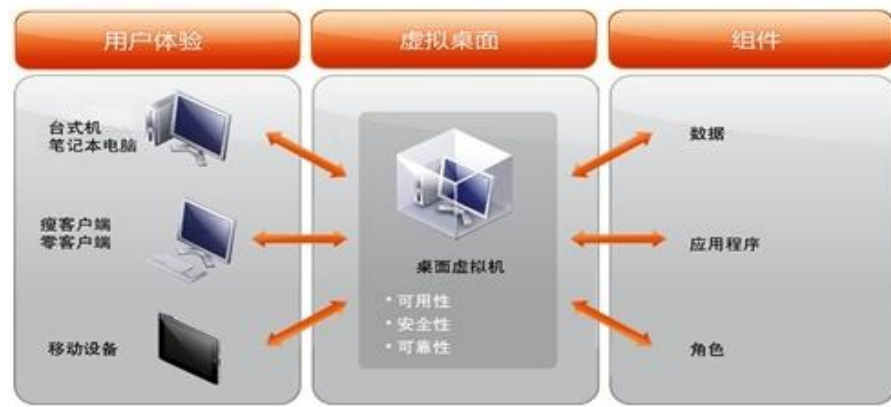 用户体验
虚拟桌面
组件
台式机
笔记本电脑
瘦客户端
零客户端
移动设备
桌面虚拟机
·可用性
·安全性
·可靠性
数据
应用程序
角色